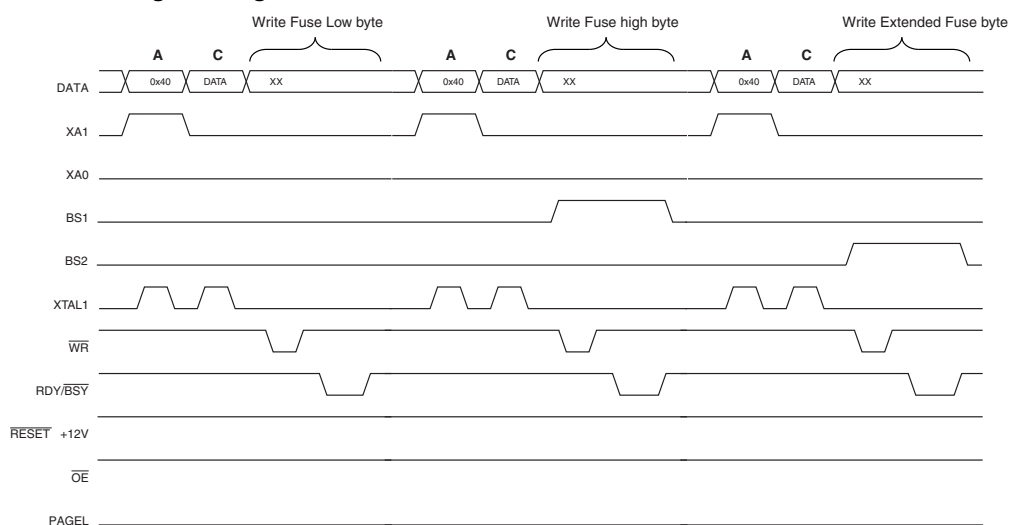 Write Fuse Low byte Write Fuse high byte Write Extended Fuse byte
A C A C A C
DATA 0x40 DATA XX 0x40 DATA XX 0x40 DATA XX
XA1
XA0
BS1
BS2
XTAL1
WR
RDY/BSY
RESET +12V
OE
PAGEL